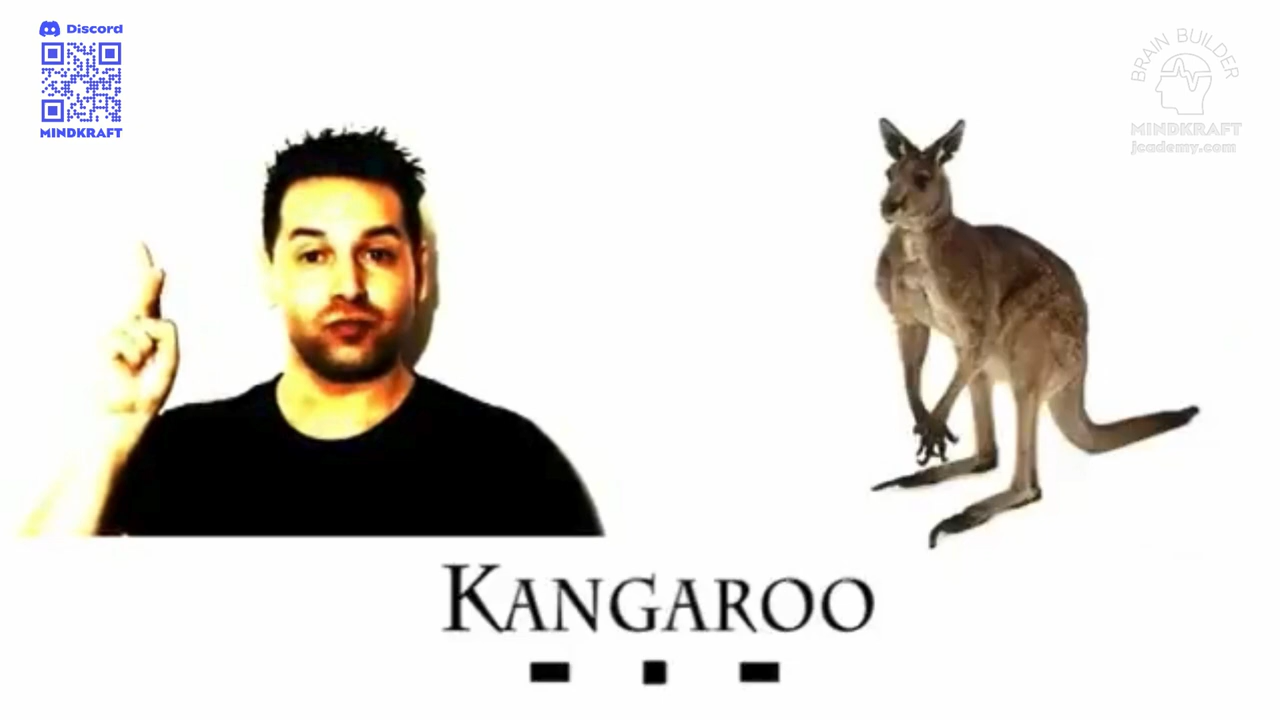 Discord
MINDKRAFT
BRAIN BUILDER
MINDKRAFT
jcademy.com
KANGAROO